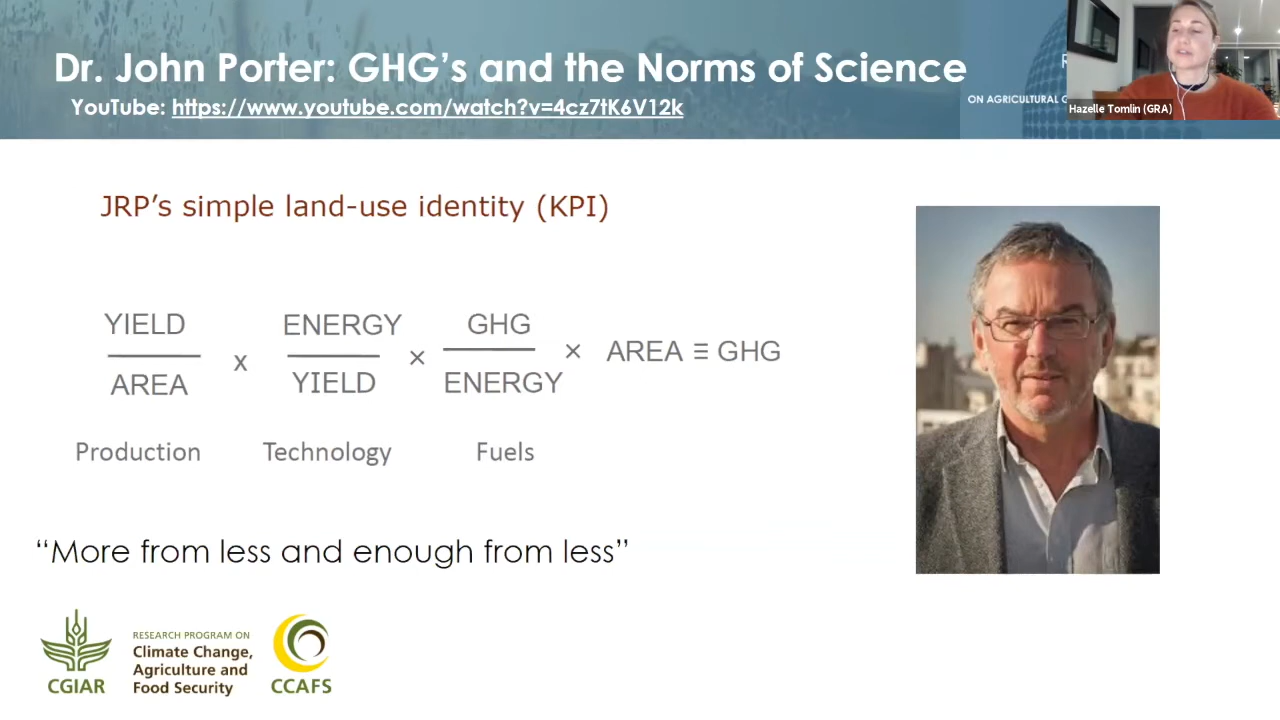 Dr. John Porter: GHG's and the Norms of Science
YouTube: https://www.youtube.com/watch?v=4cz7tK6V12k
ON AGRICULTURAL
Hazelle Tomlin (GRA)
JRP's simple land-use identity (KPI)
YIELD ENERGY GHG
x × × AREA ≡ GHG
AREA YIELD ENERGY
Production Technology Fuels
“More from less and enough from less”
RESEARCH PROGRAM ON
Climate Change,
Agriculture and
Food Security
CGIAR
CCAFS